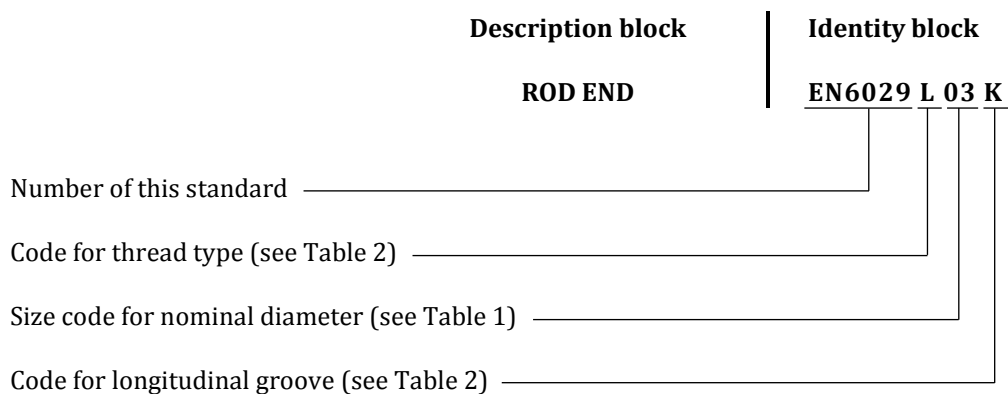 Description block Identity block
ROD END EN6029 L 03 K
Number of this standard
Code for thread type (see Table 2)
Size code for nominal diameter (see Table 1)
Code for longitudinal groove (see Table 2)